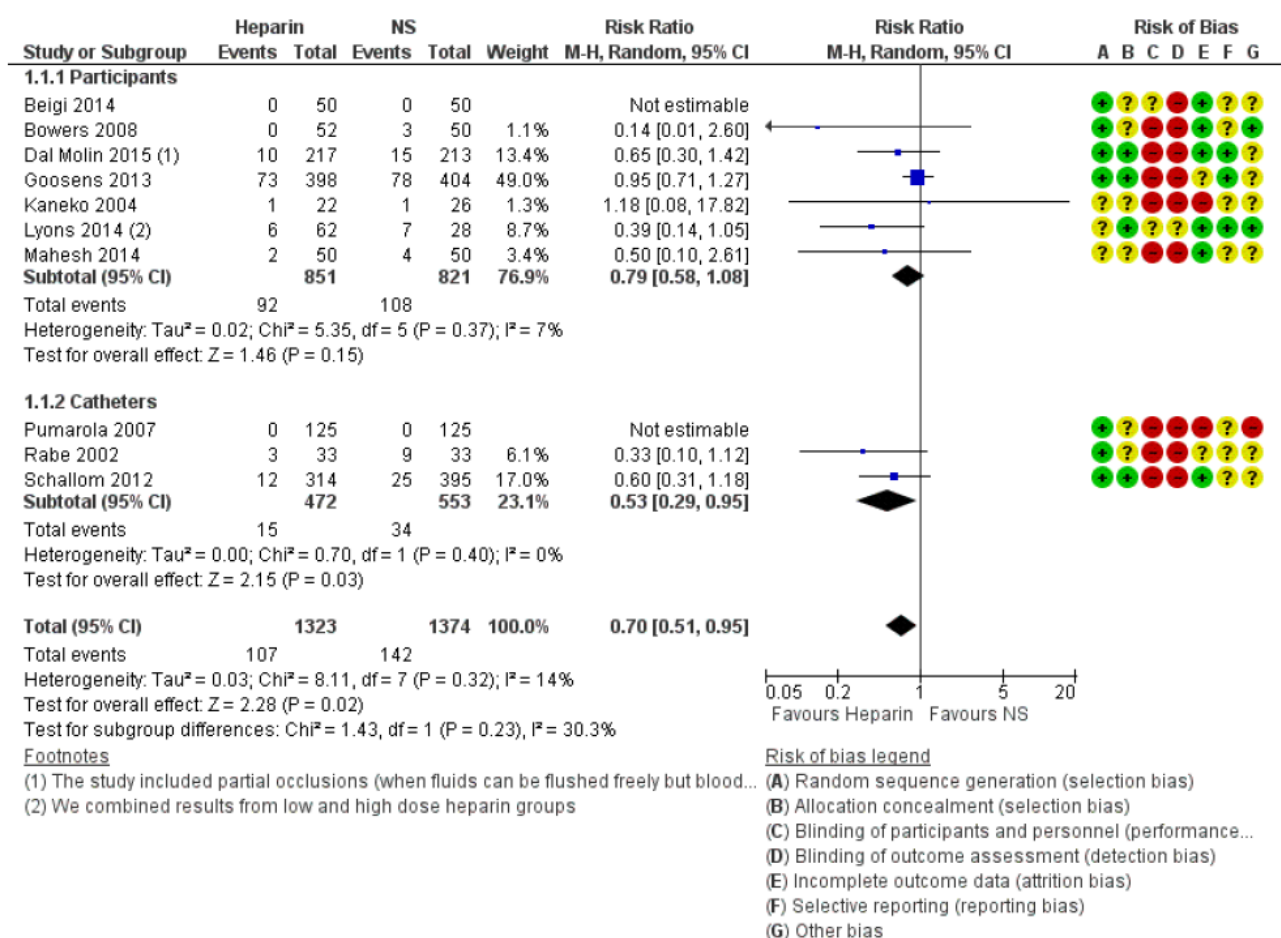 Heparin NS Risk Ratio Risk Ratio Risk of Bias
Study or Subgroup Events Total Events Total Weight M-H, Random, 95% CI M-H, Random, 95% CI A B C D E F G
1.1.1 Participants
Beigi 2014 0 50 0 50 Not estimable + ? ? − + ? ?
Bowers 2008 0 52 3 50 1.1% 0.14 [0.01, 2.60] + ? − − + ? +
Dal Molin 2015 (1) 10 217 15 213 13.4% 0.65 [0.30, 1.42] + + − − + + ?
Goosens 2013 73 398 78 404 49.0% 0.95 [0.71, 1.27] + + − − ? + ?
Kaneko 2004 1 22 1 26 1.3% 1.18 [0.08, 17.82] ? ? − − − ? ?
Lyons 2014 (2) 6 62 7 28 8.7% 0.39 [0.14, 1.05] ? + ? ? + + +
Mahesh 2014 2 50 4 50 3.4% 0.50 [0.10, 2.61] ? ? − − + ? ?
Subtotal (95% CI) 851 821 76.9% 0.79 [0.58, 1.08]
Total events 92 108
Heterogeneity: Tau² = 0.02; Chi² = 5.35, df = 5 (P = 0.37); I² = 7%
Test for overall effect: Z = 1.46 (P = 0.15)
1.1.2 Catheters
Pumarola 2007 0 125 0 125 Not estimable + ? − − − ? −
Rabe 2002 3 33 9 33 6.1% 0.33 [0.10, 1.12] + ? − − ? ? ?
Schallom 2012 12 314 25 395 17.0% 0.60 [0.31, 1.18] + + − − + ? ?
Subtotal (95% CI) 472 553 23.1% 0.53 [0.29, 0.95]
Total events 15 34
Heterogeneity: Tau² = 0.00; Chi² = 0.70, df = 1 (P = 0.40); I² = 0%
Test for overall effect: Z = 2.15 (P = 0.03)
Total (95% CI) 1323 1374 100.0% 0.70 [0.51, 0.95]
Total events 107 142
Heterogeneity: Tau² = 0.03; Chi² = 8.11, df = 7 (P = 0.32); I² = 14%
Test for overall effect: Z = 2.28 (P = 0.02)
Test for subgroup differences: Chi² = 1.43, df = 1 (P = 0.23), I² = 30.3%
0.05 0.2 1 5 20
Favours Heparin Favours NS
Footnotes
(1) The study included partial occlusions (when fluids can be flushed freely but blood...
(2) We combined results from low and high dose heparin groups
Risk of bias legend
(A) Random sequence generation (selection bias)
(B) Allocation concealment (selection bias)
(C) Blinding of participants and personnel (performance...
(D) Blinding of outcome assessment (detection bias)
(E) Incomplete outcome data (attrition bias)
(F) Selective reporting (reporting bias)
(G) Other bias